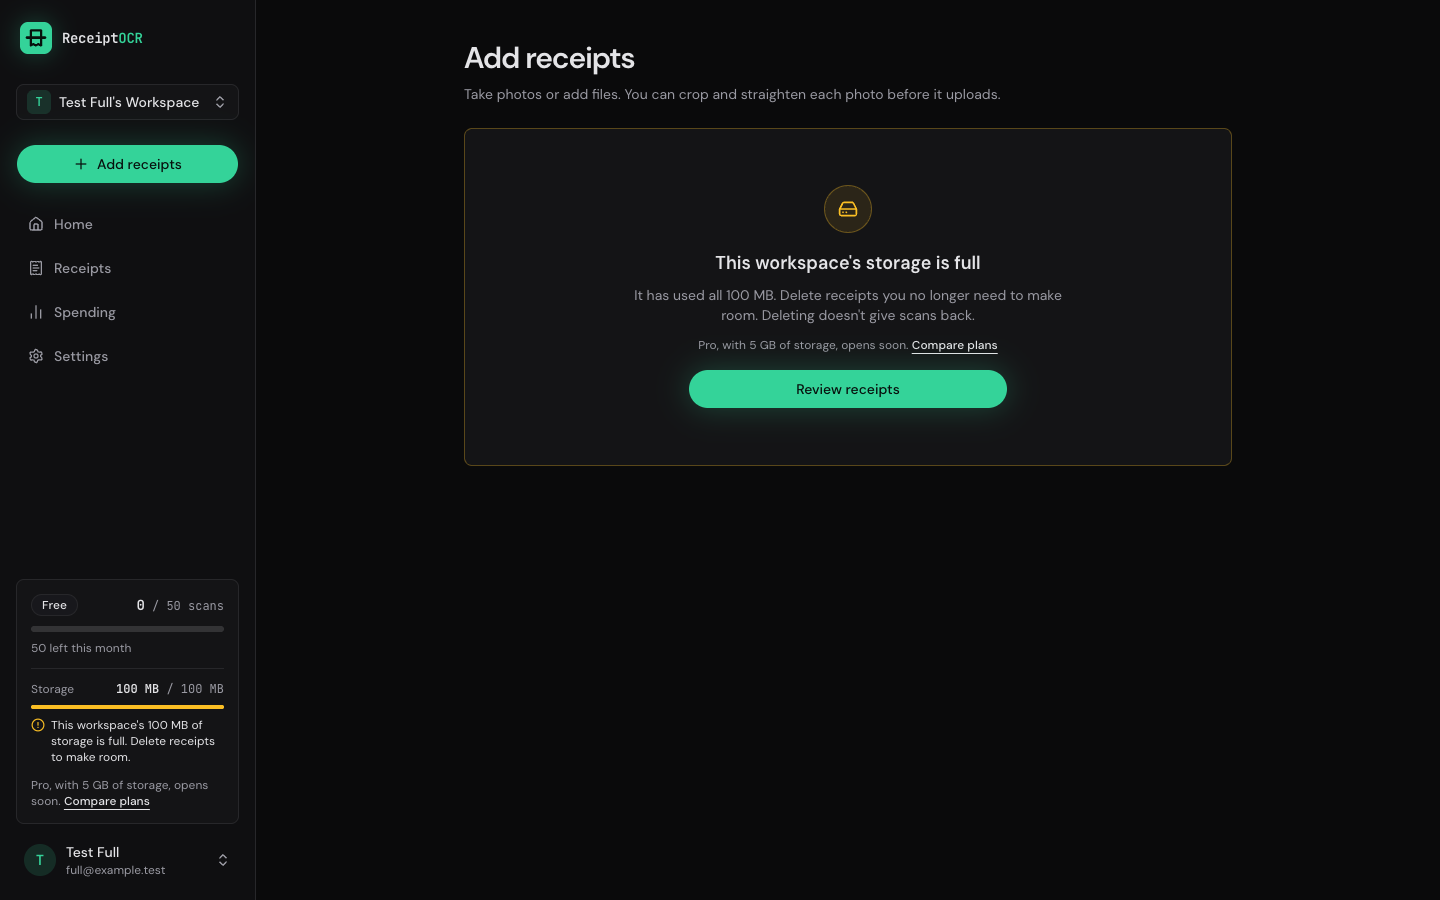 ReceiptOCR
T Test Full's Workspace
Add receipts
Home
Receipts
Spending
Settings
Free 0 / 50 scans
50 left this month
Storage 100 MB / 100 MB
This workspace's 100 MB of
storage is full. Delete receipts
to make room.
Pro, with 5 GB of storage, opens
soon. Compare plans
T Test Full
full@example.test
Add receipts
Take photos or add files. You can crop and straighten each photo before it uploads.
This workspace's storage is full
It has used all 100 MB. Delete receipts you no longer need to make
room. Deleting doesn't give scans back.
Pro, with 5 GB of storage, opens soon. Compare plans
Review receipts